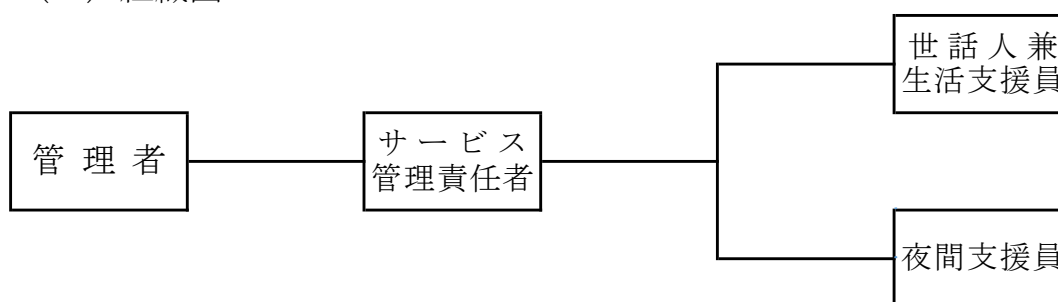 世話人兼
生活支援員
管理者
サービス
管理責任者
夜間支援員